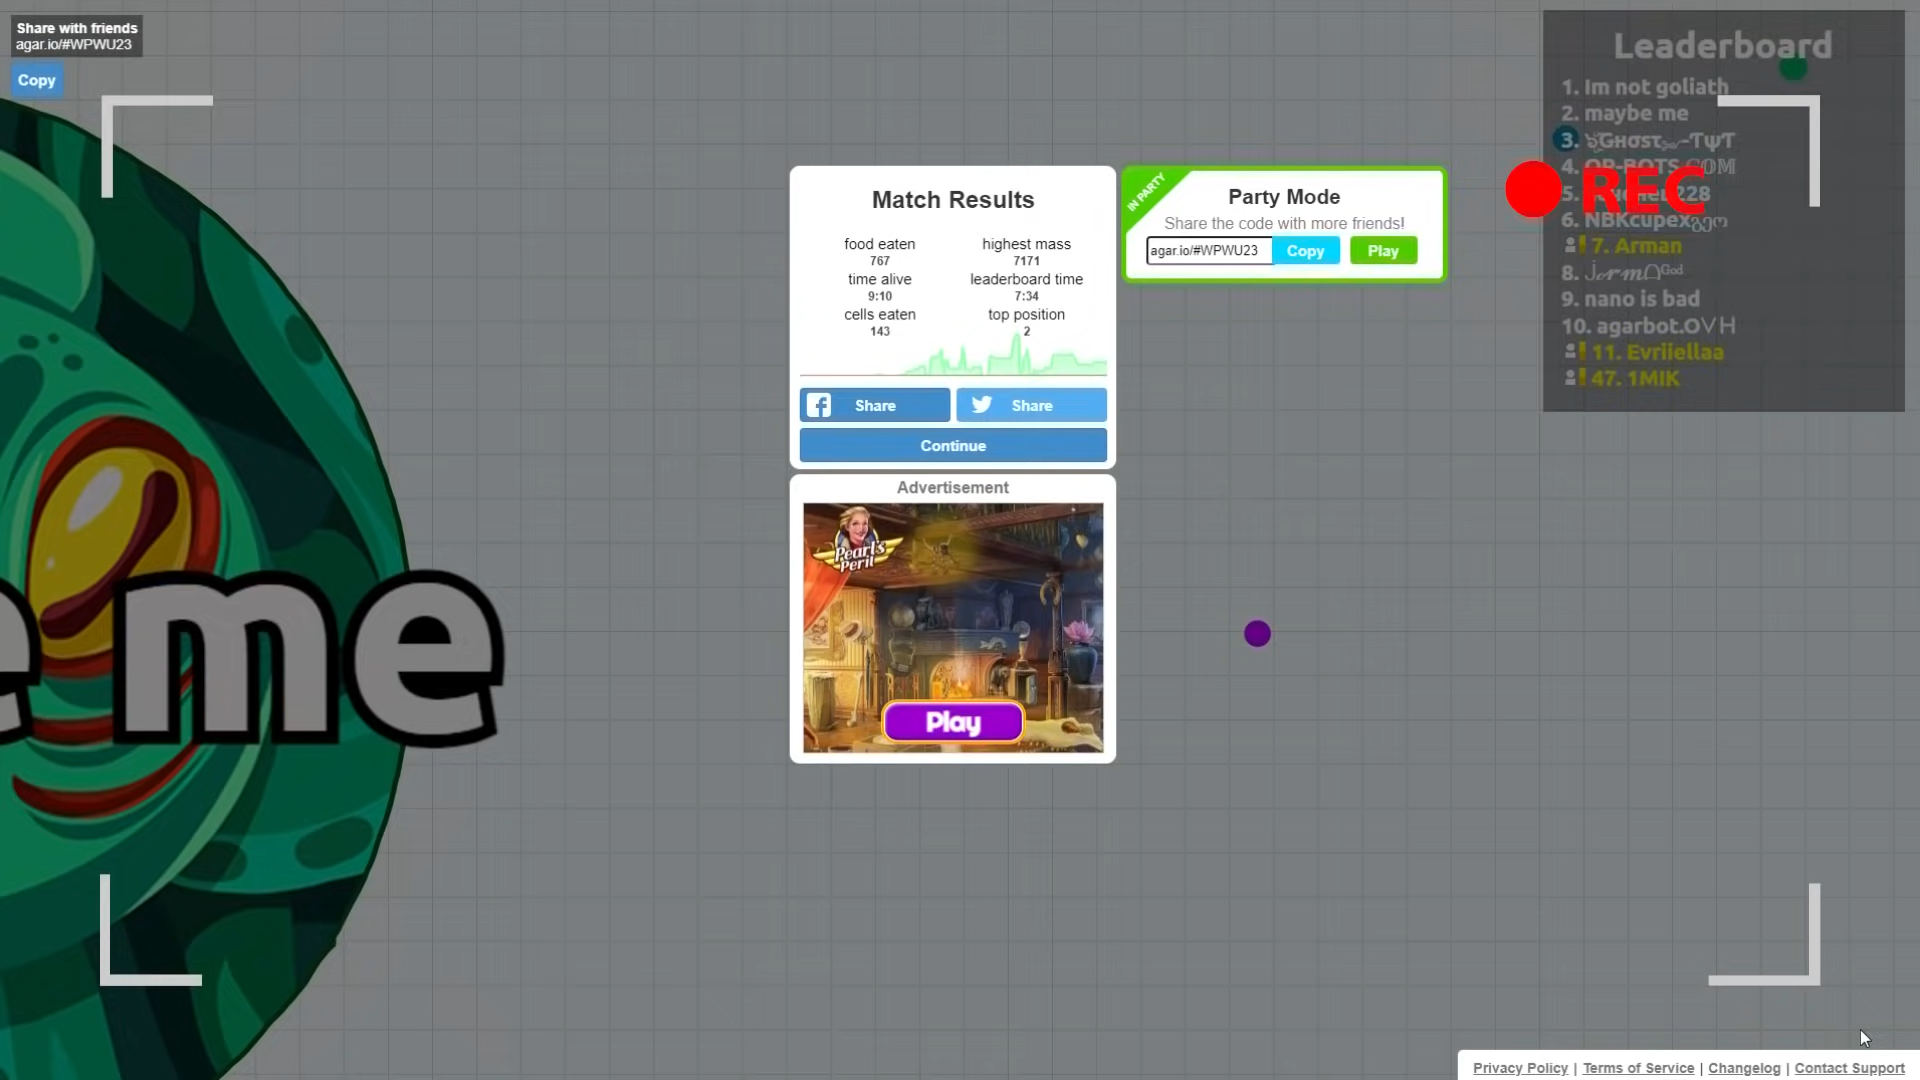 Share with friends
agar.io/#WPWU23
Copy
Match Results
food eaten
767
highest mass
7171
time alive
9:10
leaderboard time
7:34
cells eaten
143
top position
2
Share
Share
Continue
Advertisement
Pearl's
Peril
Play
IN PARTY
Party Mode
Share the code with more friends!
agar.io/#WPWU23
Copy
Play
Leaderboard
1. Im not goliath
2. maybe me
3.
4.
REC
5.
6. NBKcupex
7. Arman
8.
9. nano is bad
10. agarbot.OVH
11. Evriiellaa
47. 1MIK
e me
Privacy Policy | Terms of Service | Changelog | Contact Support